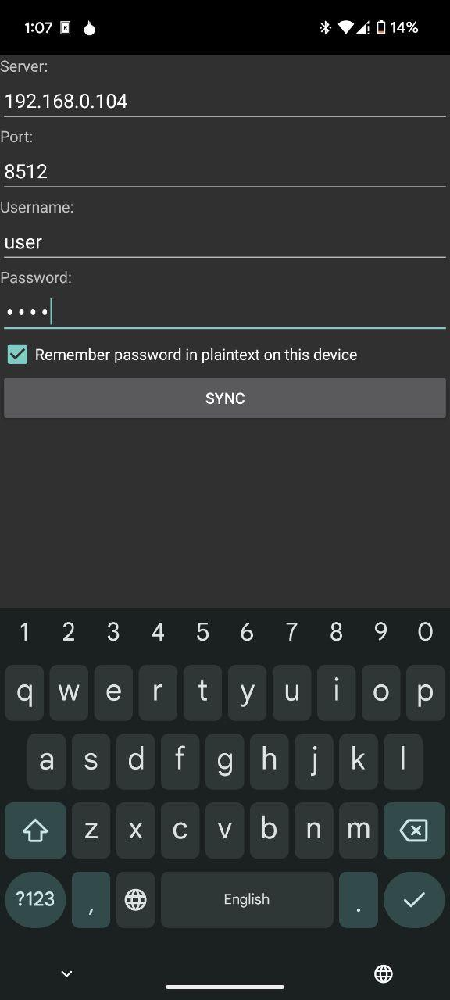 1:07 14%
Server:
192.168.0.104
Port:
8512
Username:
user
Password:
••••
Remember password in plaintext on this device
SYNC
1 2 3 4 5 6 7 8 9 0
q w e r t y u i o p
a s d f g h j k l
z x c v b n m
?123 , English .